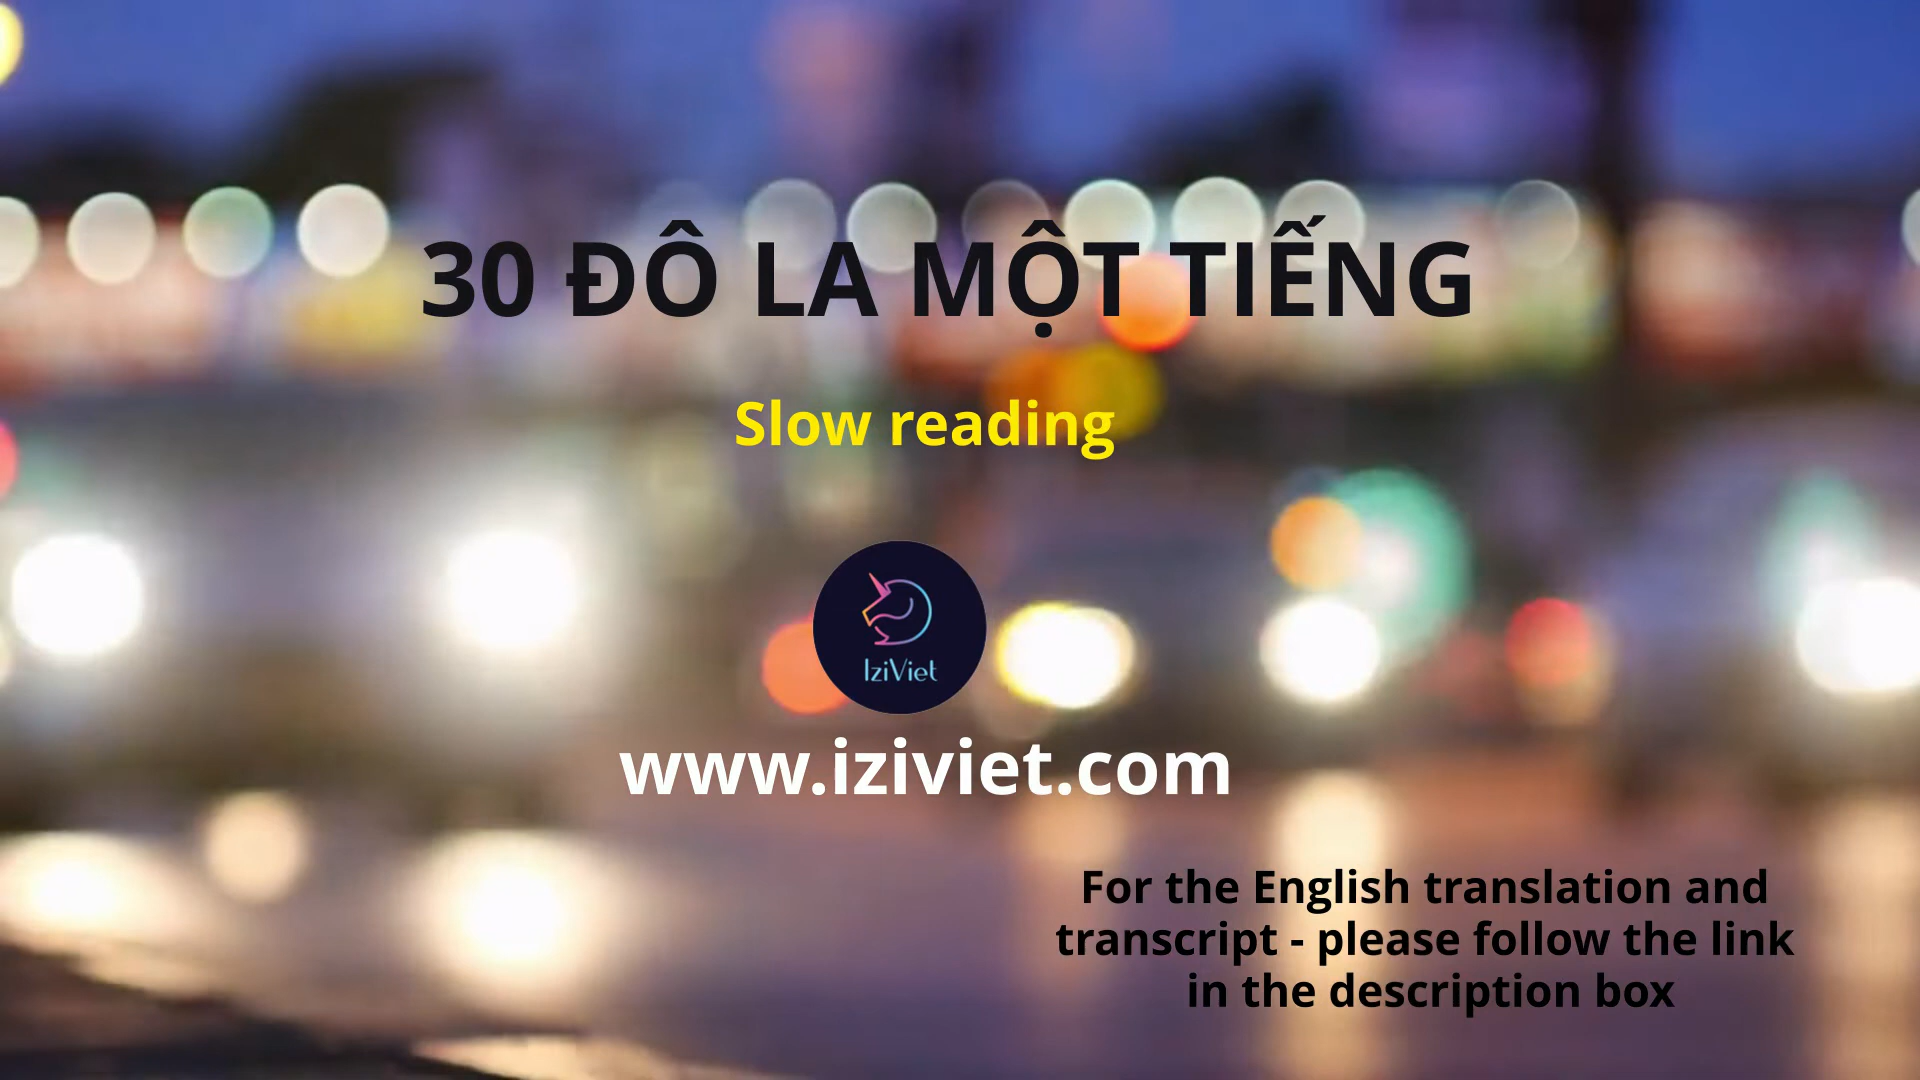 30 ĐÔ LA MỘT TIẾNG
Slow reading
IziViet
www.iziviet.com
For the English translation and
transcript - please follow the link
in the description box